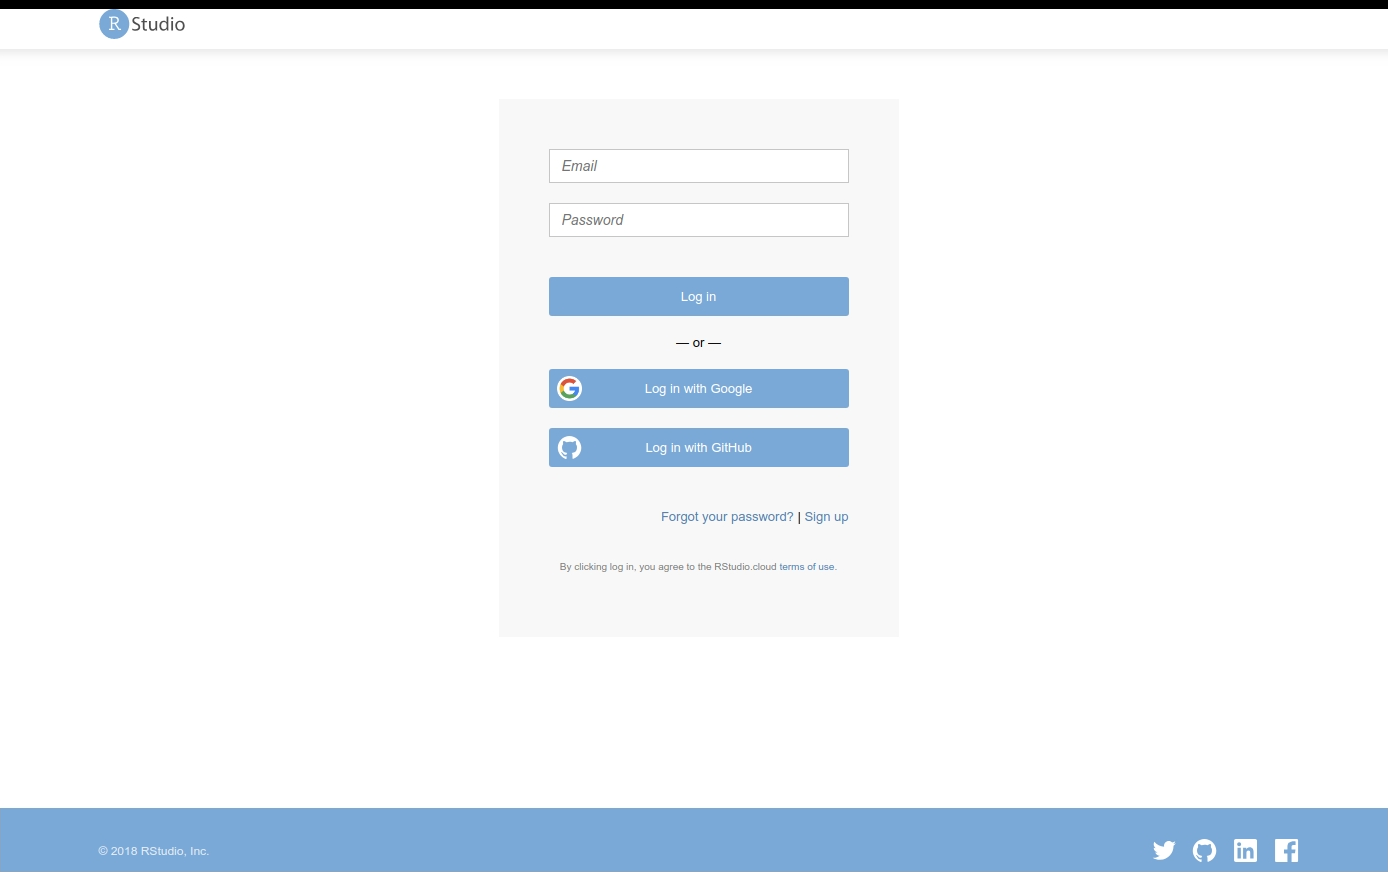 R Studio
Email
Password
Log in
— or —
Log in with Google
Log in with GitHub
Forgot your password? | Sign up
By clicking log in, you agree to the RStudio.cloud terms of use.
© 2018 RStudio, Inc.